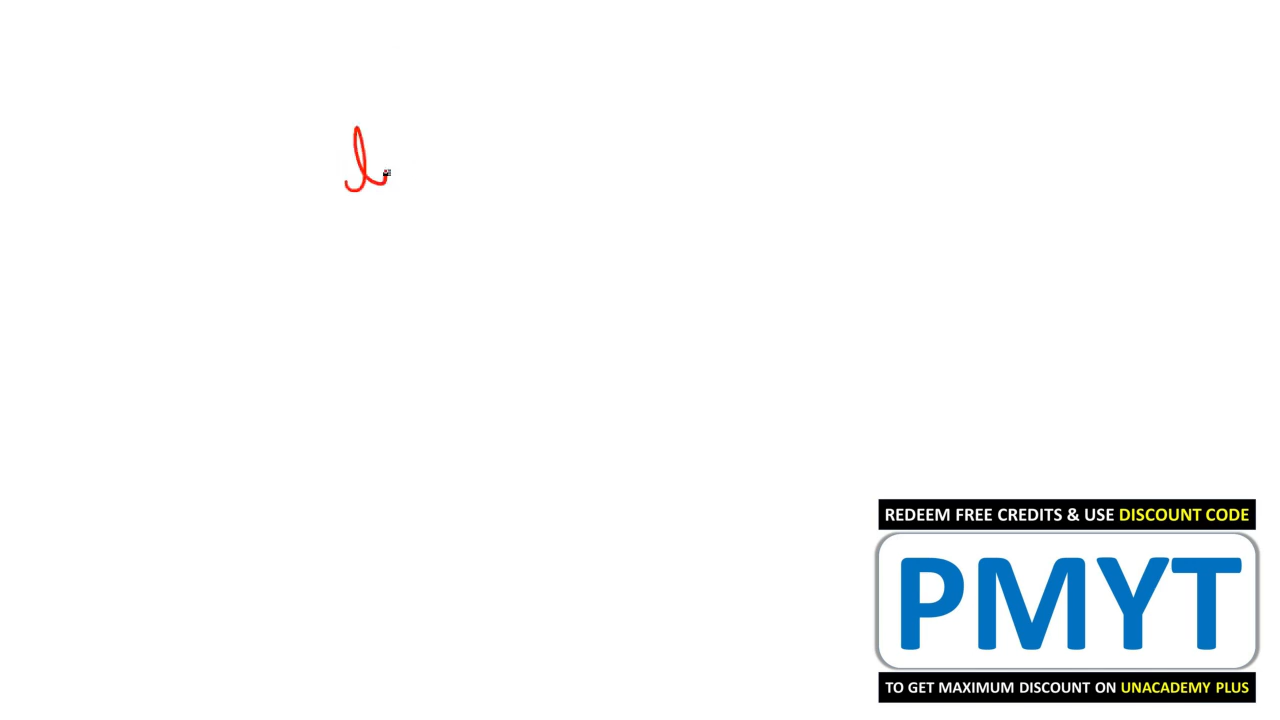 REDEEM FREE CREDITS & USE DISCOUNT CODE
PMYT
TO GET MAXIMUM DISCOUNT ON UNACADEMY PLUS